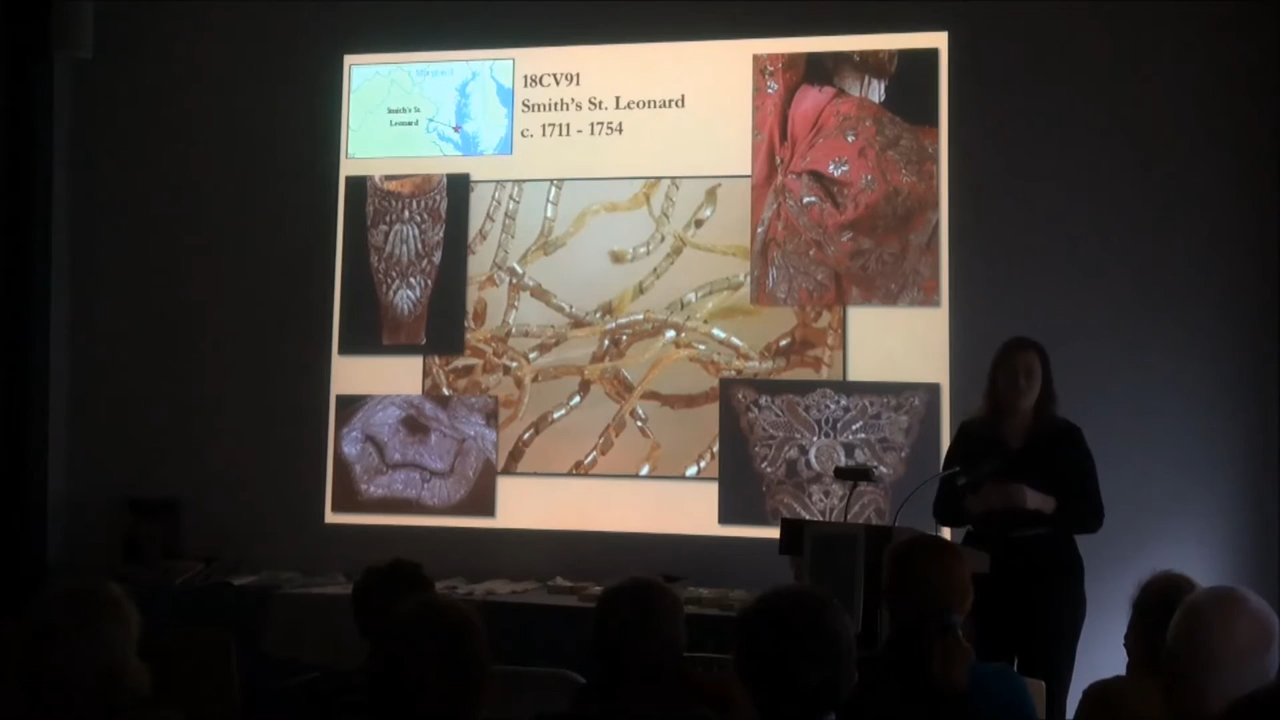 Maryland
Smith's St.
Leonard
18CV91
Smith's St. Leonard
c. 1711 - 1754